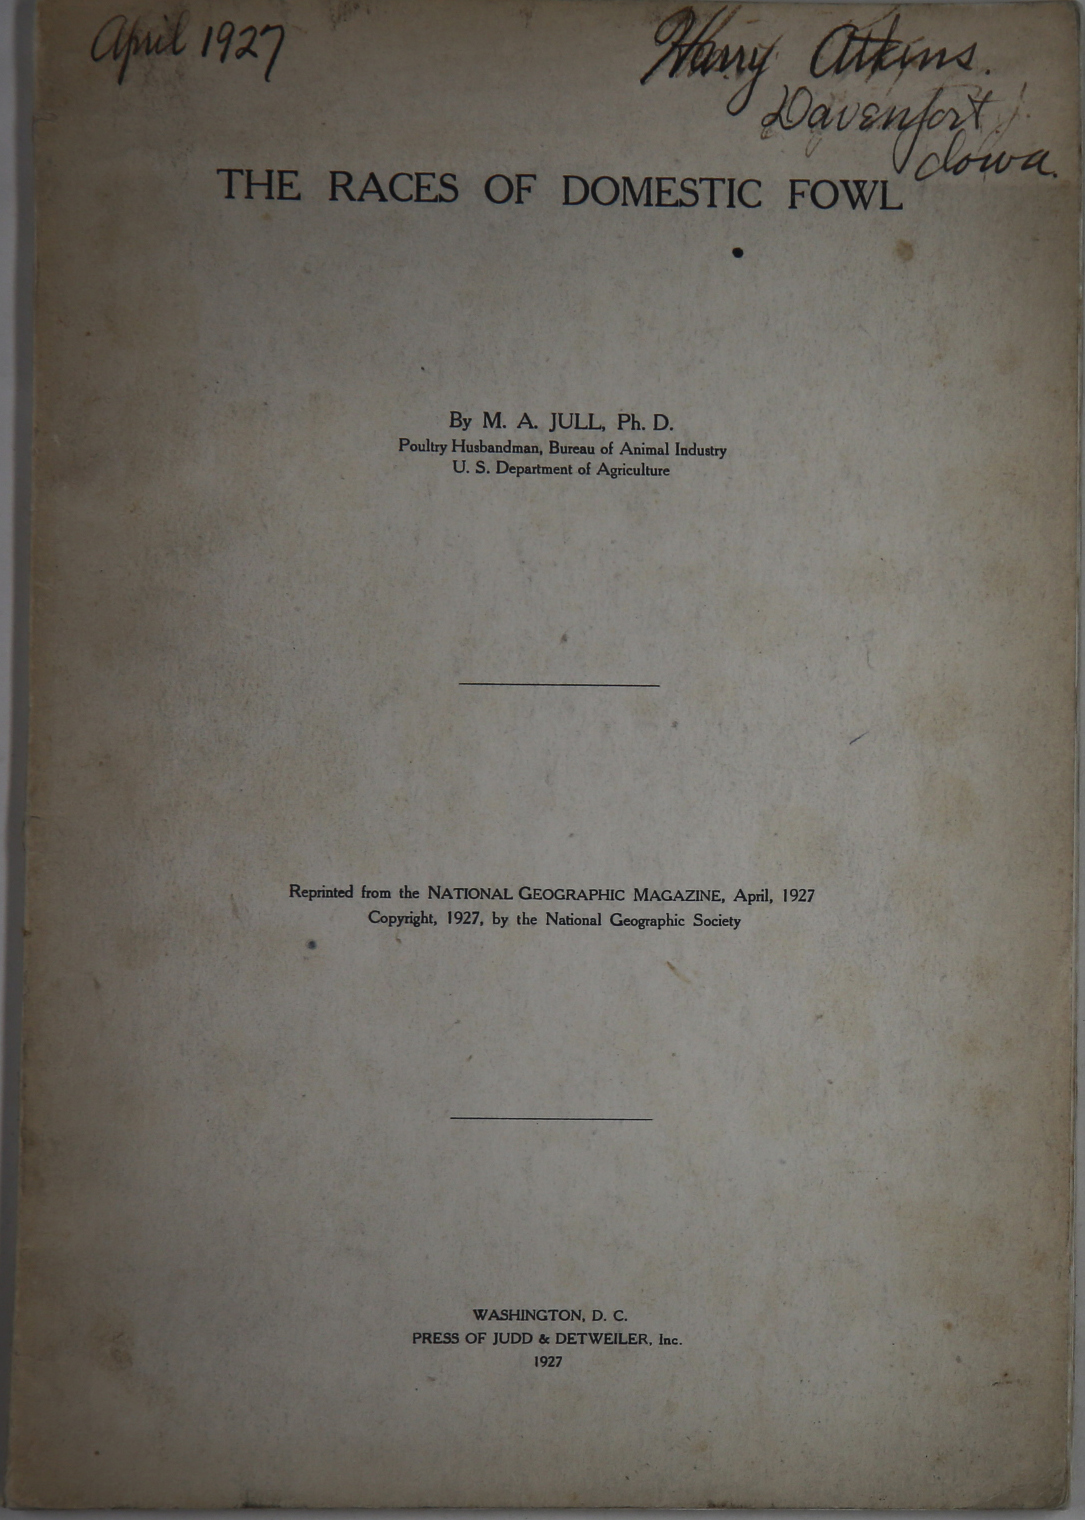 April 1927
Harry Atkins.
Davenport
Iowa.
THE RACES OF DOMESTIC FOWL
By M. A. JULL, Ph. D.
Poultry Husbandman, Bureau of Animal Industry
U. S. Department of Agriculture
Reprinted from the NATIONAL GEOGRAPHIC MAGAZINE, April, 1927
Copyright, 1927, by the National Geographic Society
WASHINGTON, D. C.
PRESS OF JUDD & DETWEILER, Inc.
1927